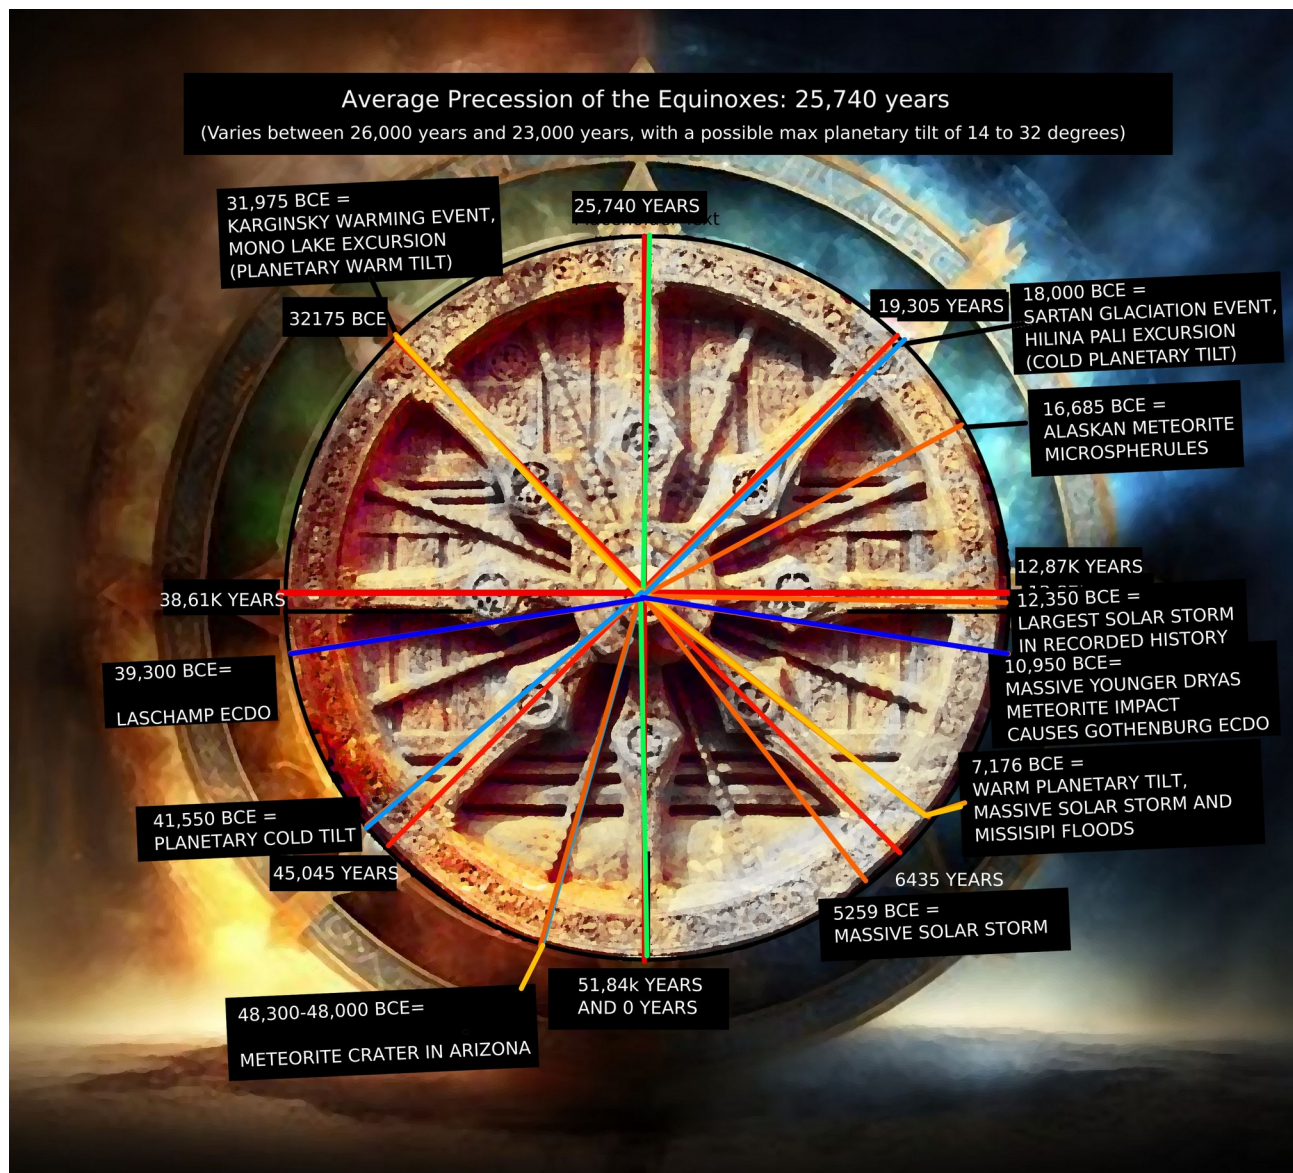 Average Precession of the Equinoxes: 25,740 years
(Varies between 26,000 years and 23,000 years, with a possible max planetary tilt of 14 to 32 degrees)
31,975 BCE =
KARGINSKY WARMING EVENT,
MONO LAKE EXCURSION
(PLANETARY WARM TILT)
25,740 YEARS
32175 BCE
19,305 YEARS
18,000 BCE =
SARTAN GLACIATION EVENT,
HILINA PALI EXCURSION
(COLD PLANETARY TILT)
16,685 BCE =
ALASKAN METEORITE
MICROSPHERULES
12,87K YEARS
12,350 BCE =
LARGEST SOLAR STORM
IN RECORDED HISTORY
38,61K YEARS
10,950 BCE=
MASSIVE YOUNGER DRYAS
METEORITE IMPACT
CAUSES GOTHENBURG ECDO
39,300 BCE=
LASCHAMP ECDO
7,176 BCE =
WARM PLANETARY TILT,
MASSIVE SOLAR STORM AND
MISSISIPI FLOODS
41,550 BCE =
PLANETARY COLD TILT
45,045 YEARS
6435 YEARS
5259 BCE =
MASSIVE SOLAR STORM
51,84k YEARS
AND 0 YEARS
48,300-48,000 BCE=
METEORITE CRATER IN ARIZONA